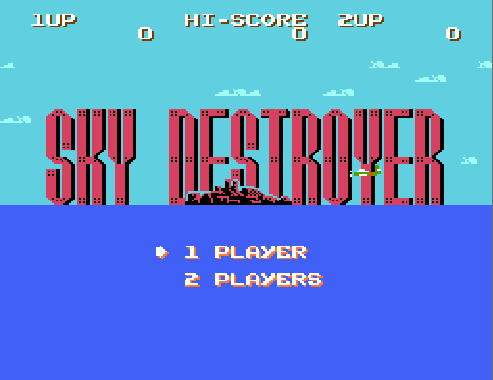 1UP HI-SCORE 2UP
0 0 0
SKY DESTROYER
1 PLAYER
2 PLAYERS